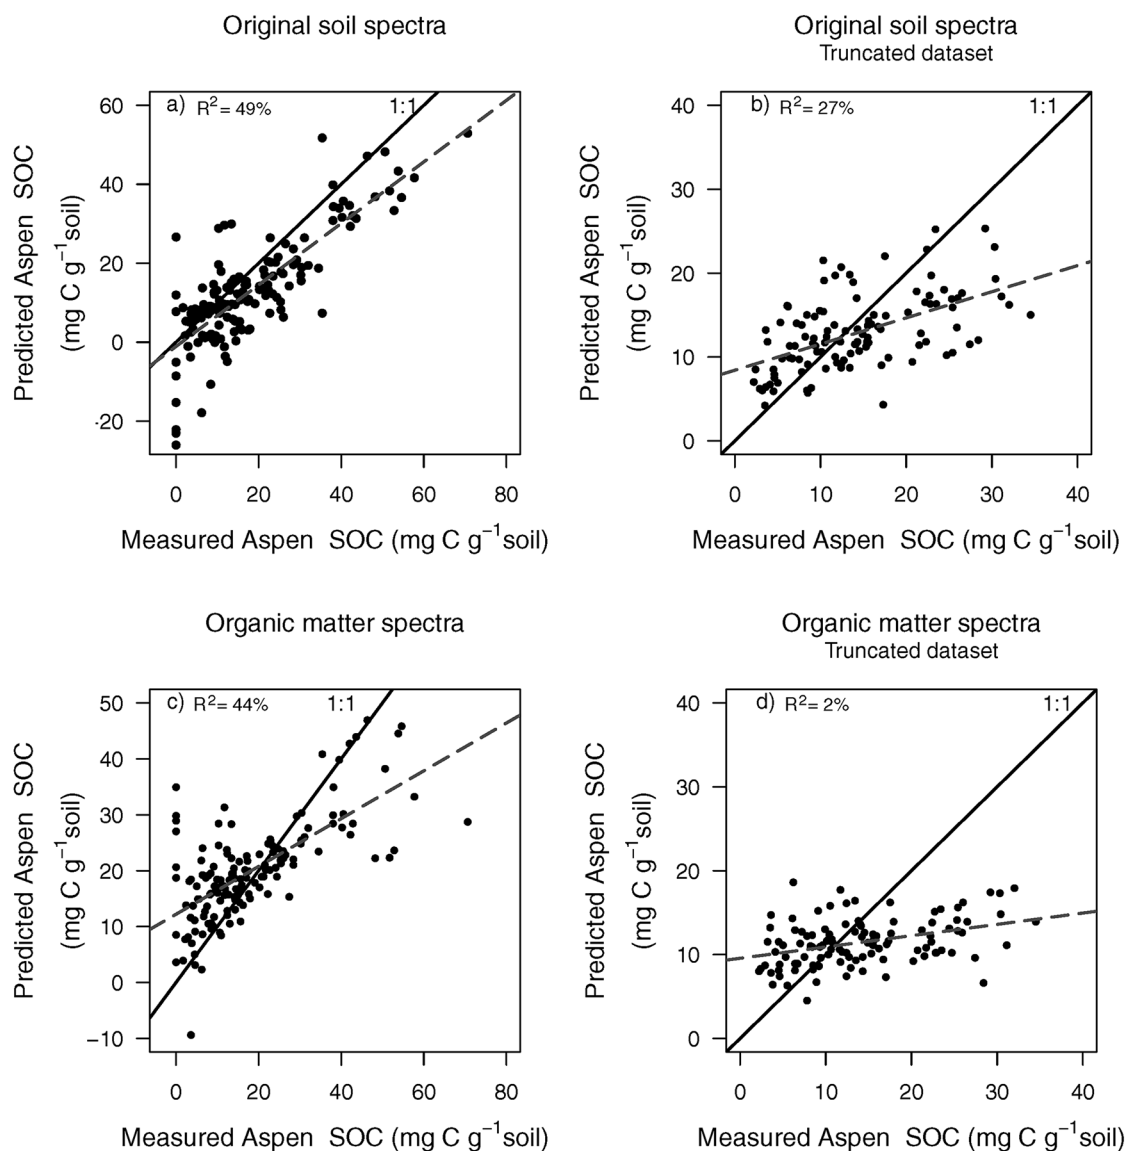 Original soil spectra
a) R²= 49%
1:1
60
40
20
0
-20
Predicted Aspen SOC
(mg C g⁻¹soil)
0 20 40 60 80
Measured Aspen SOC (mg C g⁻¹soil)
Original soil spectra
Truncated dataset
b) R²= 27%
1:1
40
30
20
10
0
Predicted Aspen SOC
(mg C g⁻¹soil)
0 10 20 30 40
Measured Aspen SOC (mg C g⁻¹soil)
Organic matter spectra
c) R²= 44%
1:1
50
40
30
20
10
0
−10
Predicted Aspen SOC
(mg C g⁻¹soil)
0 20 40 60 80
Measured Aspen SOC (mg C g⁻¹soil)
Organic matter spectra
Truncated dataset
d) R²= 2%
1:1
40
30
20
10
0
Predicted Aspen SOC
(mg C g⁻¹soil)
0 10 20 30 40
Measured Aspen SOC (mg C g⁻¹soil)